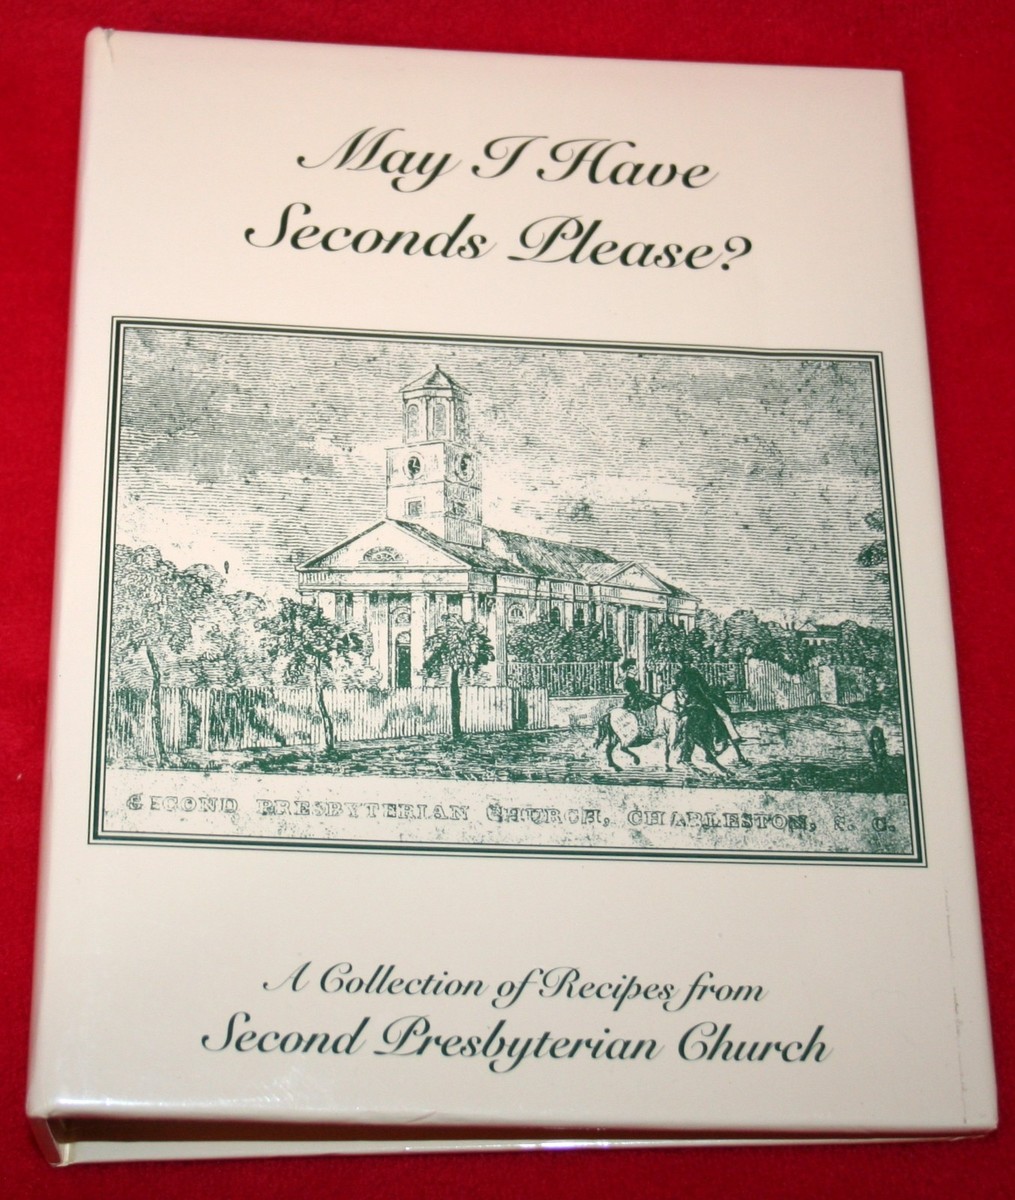 May I Have
Seconds Please?
SECOND PRESBYTERIAN CHURCH, CHARLESTON, S. C.
A Collection of Recipes from
Second Presbyterian Church